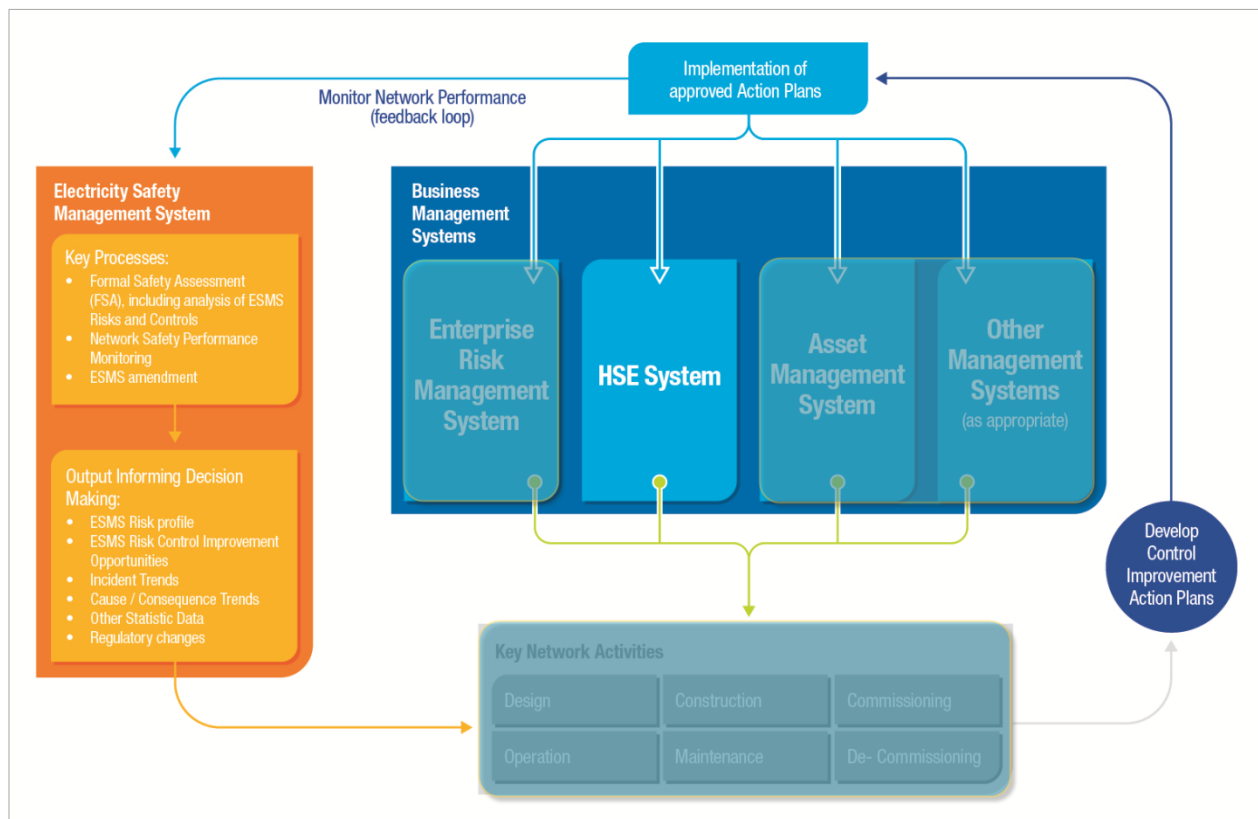 Implementation of
approved Action Plans
Monitor Network Performance
(feedback loop)
Electricity Safety
Management System
Key Processes:
• Formal Safety Assessment
(FSA), including analysis of ESMS
Risks and Controls
• Network Safety Performance
Monitoring
• ESMS amendment
Output Informing Decision
Making:
• ESMS Risk profile
• ESMS Risk Control Improvement
Opportunities
• Incident Trends
• Cause / Consequence Trends
• Other Statistic Data
• Regulatory changes
Business
Management
Systems
Enterprise
Risk
Management
System
HSE System
Asset
Management
System
Other
Management
Systems
(as appropriate)
Develop
Control
Improvement
Action Plans
Key Network Activities
Design
Construction
Commissioning
Operation
Maintenance
De- Commissioning